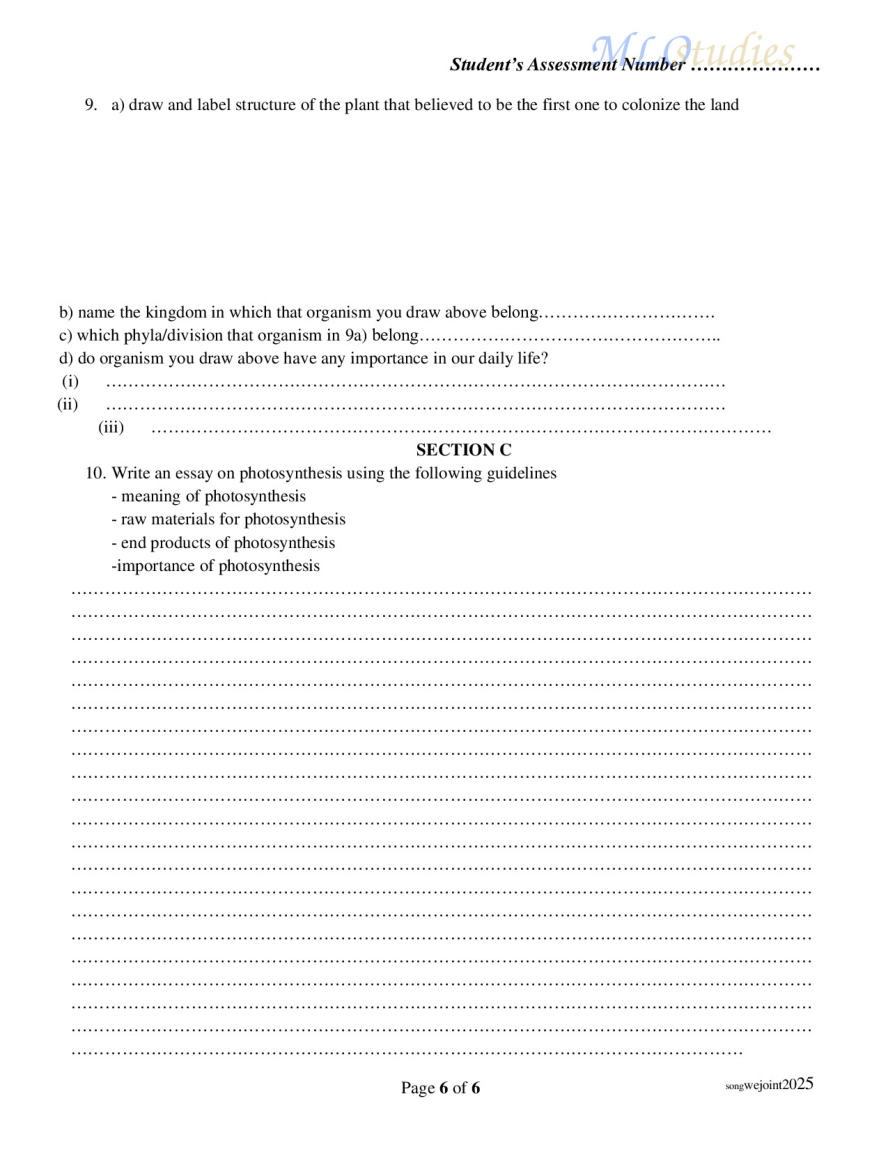 MLQstudies
Student's Assessment Number …………………
9. a) draw and label structure of the plant that believed to be the first one to colonize the land
b) name the kingdom in which that organism you draw above belong………………………….
c) which phyla/division that organism in 9a) belong……………………………………………..
d) do organism you draw above have any importance in our daily life?
(i) ………………………………………………………………………………………………
(ii) ………………………………………………………………………………………………
(iii) ………………………………………………………………………………………………
SECTION C
10. Write an essay on photosynthesis using the following guidelines
- meaning of photosynthesis
- raw materials for photosynthesis
- end products of photosynthesis
-importance of photosynthesis
Page 6 of 6
songwejoint2025